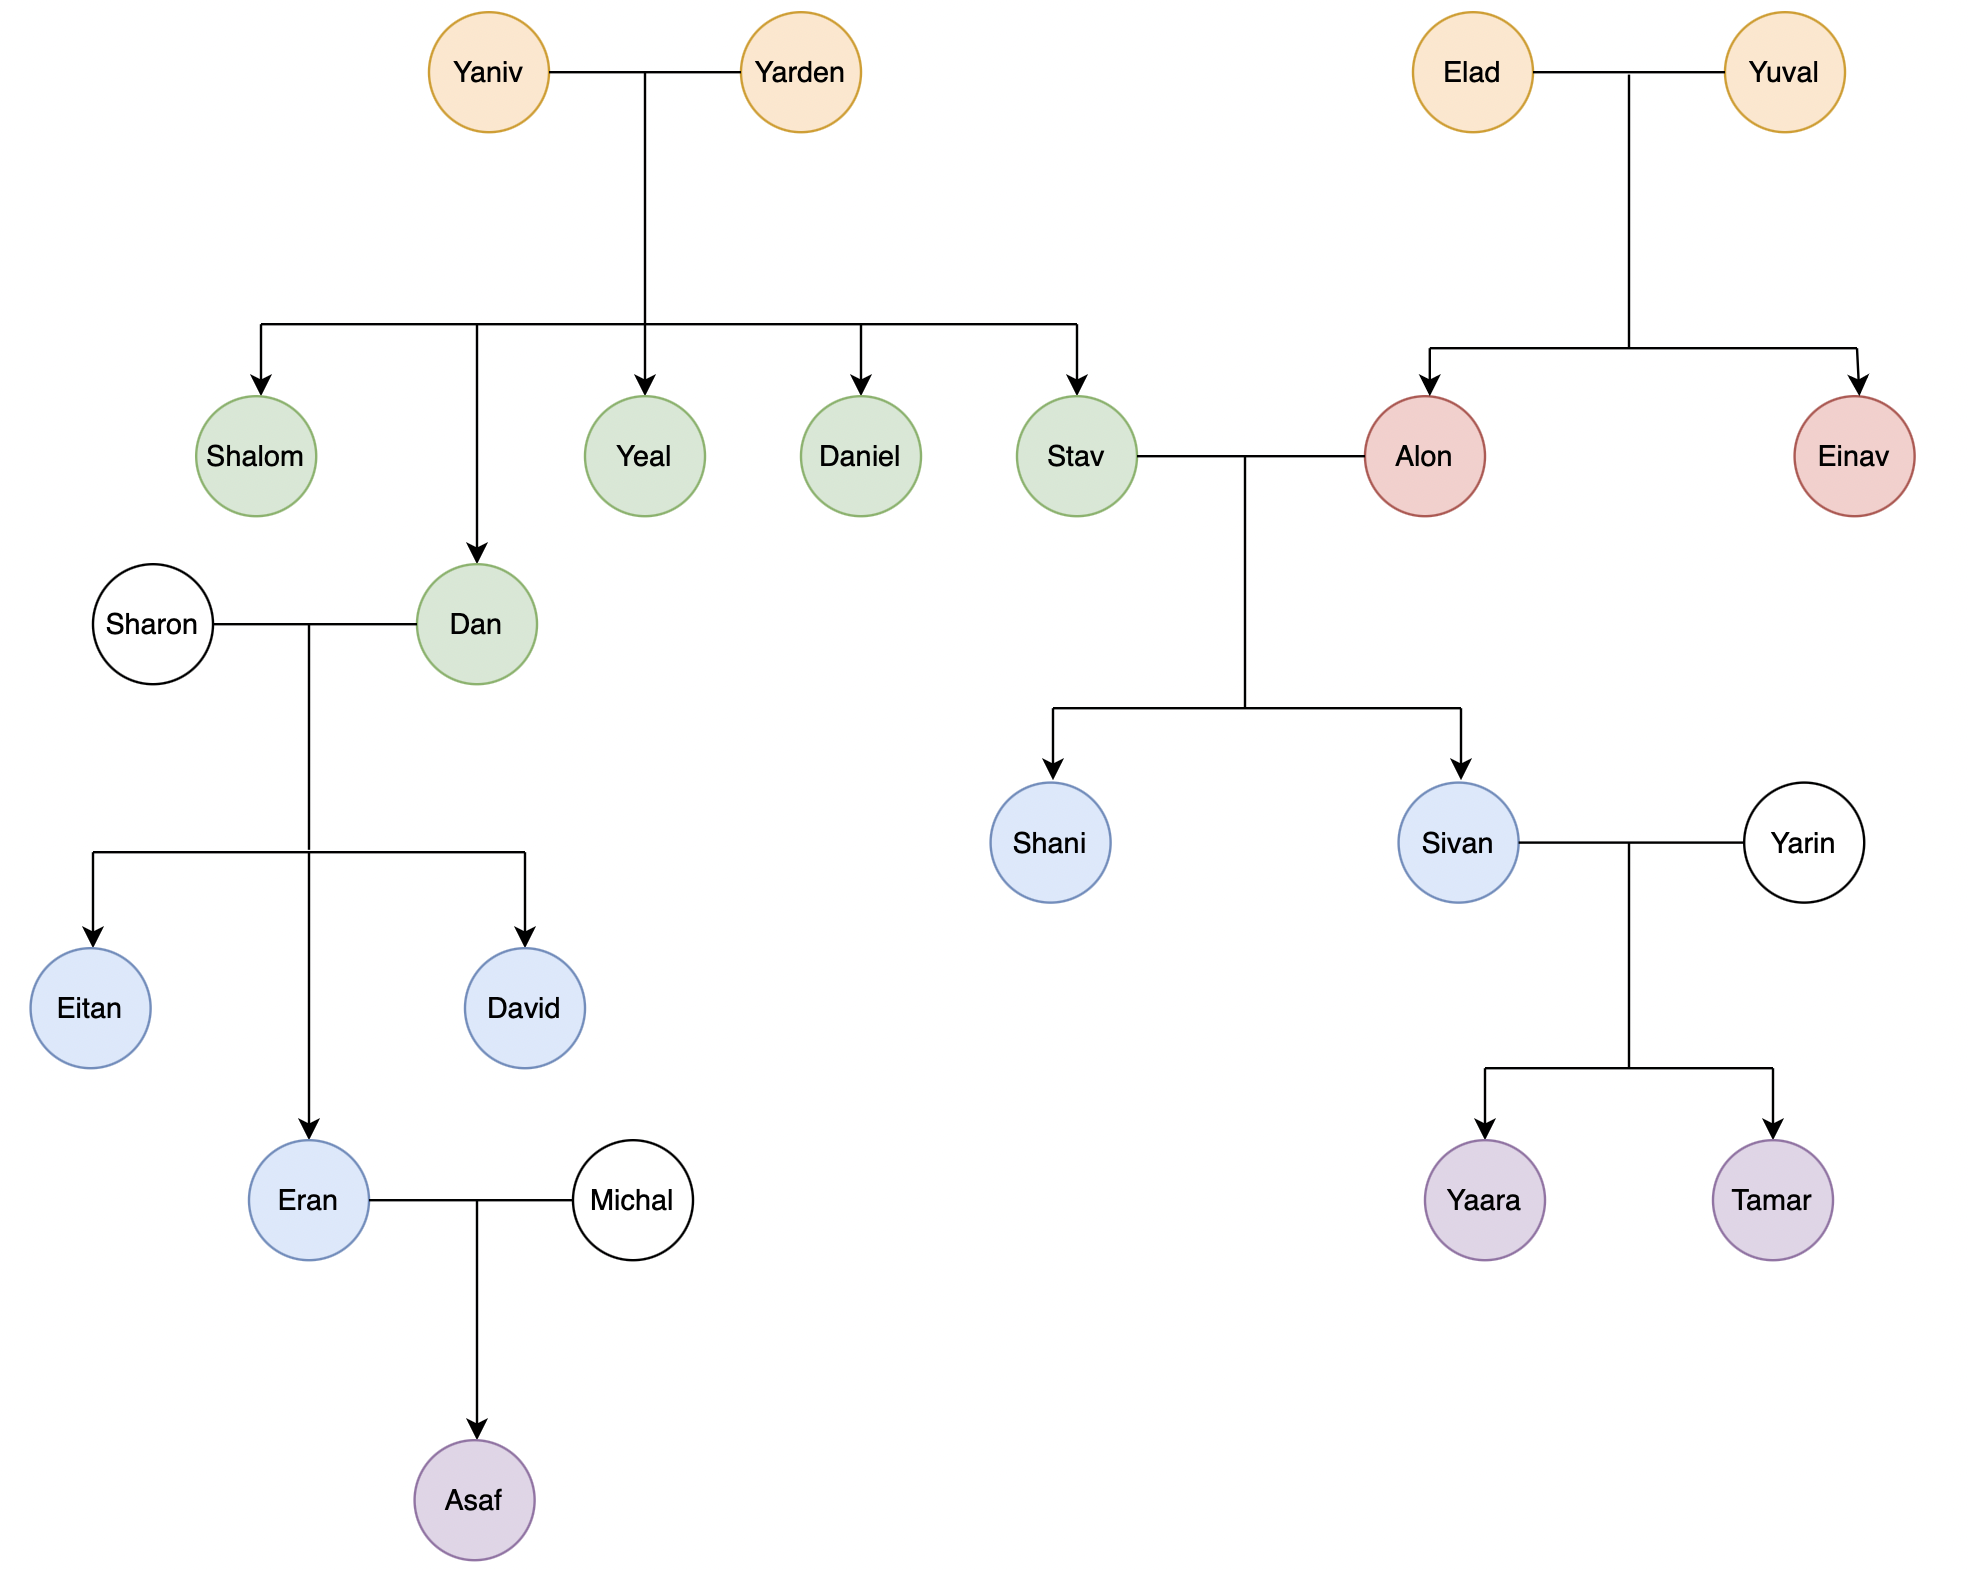 Yaniv
Yarden
Elad
Yuval
Shalom
Yeal
Daniel
Stav
Alon
Einav
Sharon
Dan
Shani
Sivan
Yarin
Eitan
David
Eran
Michal
Yaara
Tamar
Asaf